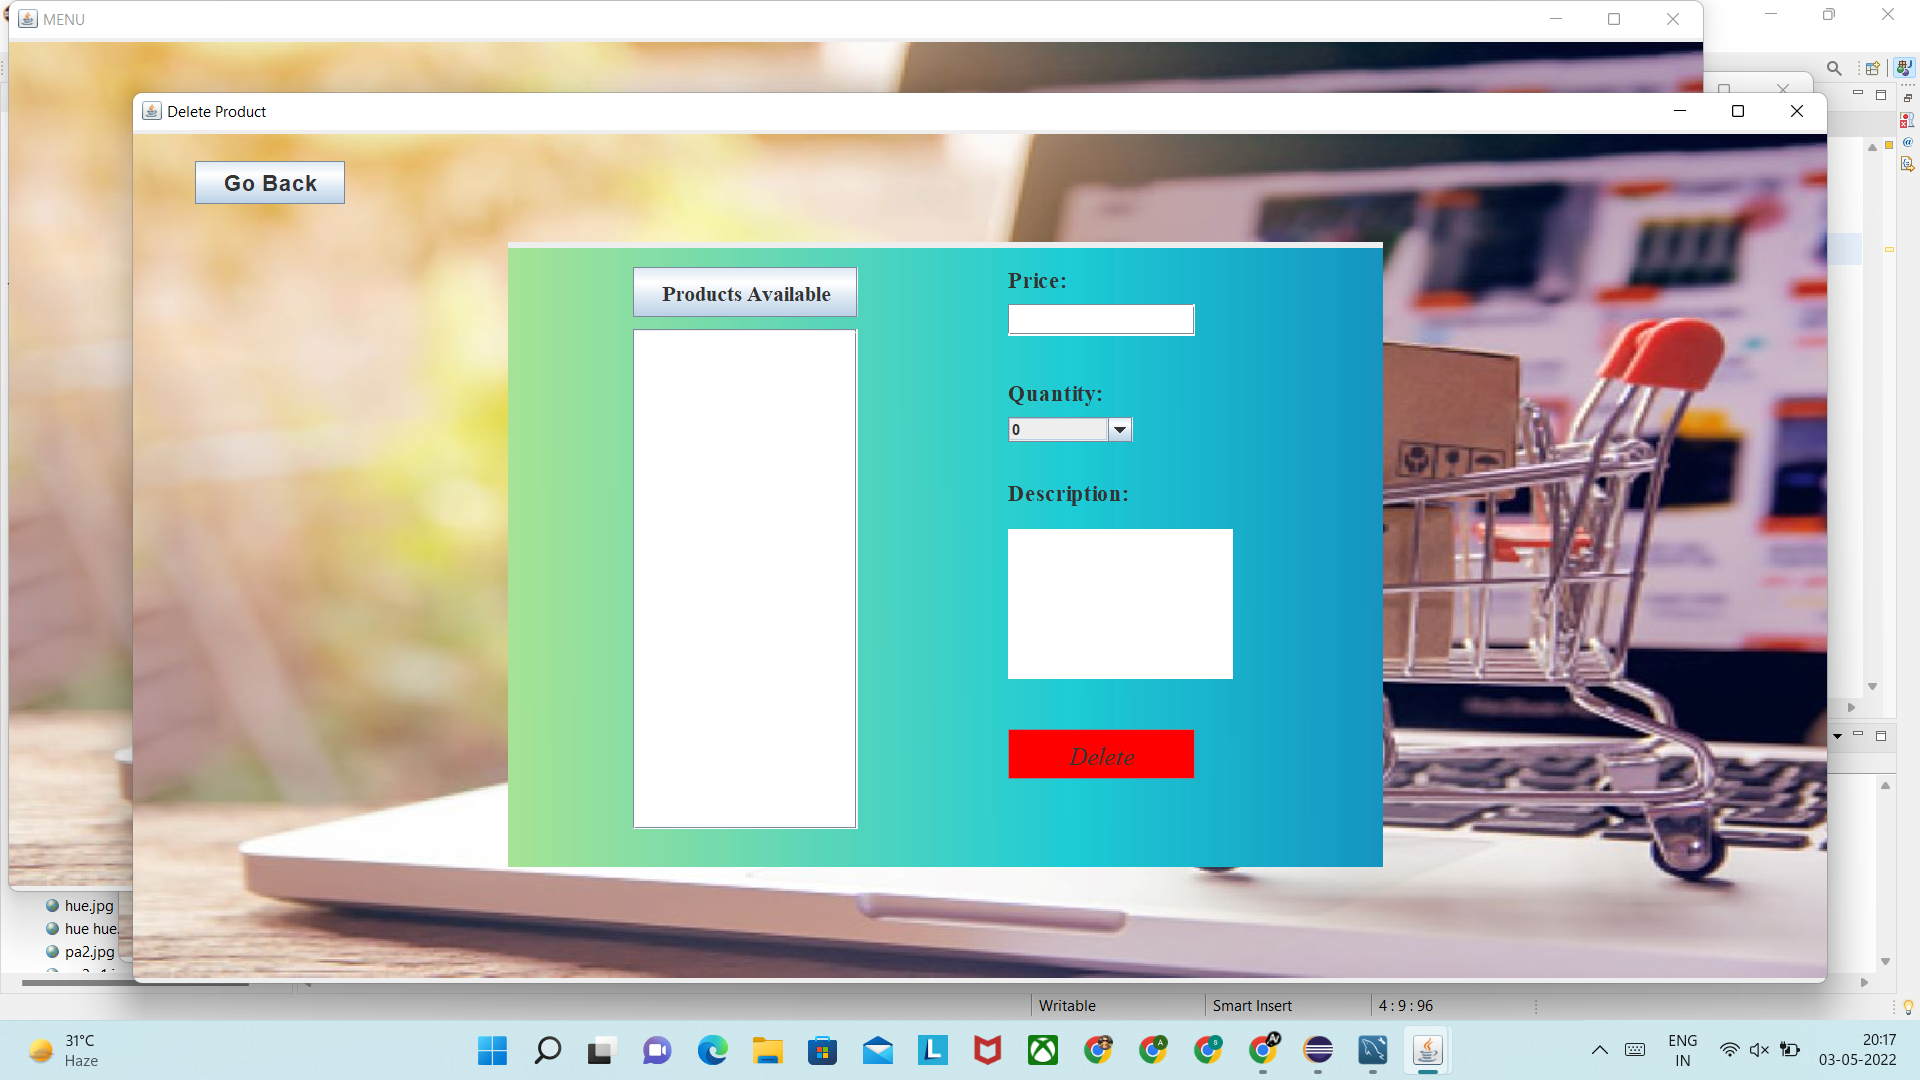 MENU
Delete Product
Go Back
Products Available
Price:
Quantity:
0
Description:
Delete
hue.jpg
hue hue.
pa2.jpg
Writable
Smart Insert
4 : 9 : 96
31°C
Haze
ENG
IN
20:17
03-05-2022